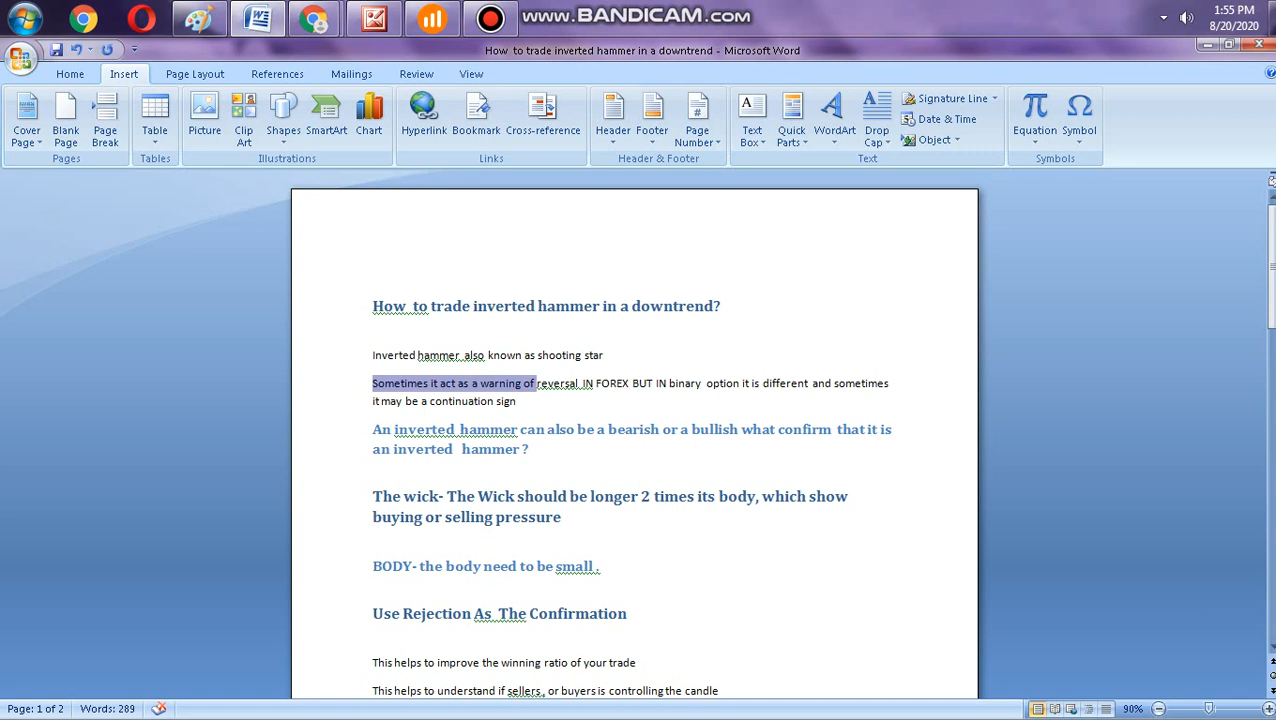 www.BANDICAM.com
1:55 PM
8/20/2020
How to trade inverted hammer in a downtrend - Microsoft Word
Home Insert Page Layout References Mailings Review View
Cover Page Blank Page Page Break Table Picture Clip Art Shapes SmartArt Chart Hyperlink Bookmark Cross-reference Header Footer Page Number Text Box Quick Parts WordArt Drop Cap Signature Line Date & Time Object Equation Symbol
Pages Tables Illustrations Links Header & Footer Text Symbols
How to trade inverted hammer in a downtrend?
Inverted hammer also known as shooting star
Sometimes it act as a warning of reversal IN FOREX BUT IN binary option it is different and sometimes
it may be a continuation sign
An inverted hammer can also be a bearish or a bullish what confirm that it is
an inverted hammer ?
The wick- The Wick should be longer 2 times its body, which show
buying or selling pressure
BODY- the body need to be small .
Use Rejection As The Confirmation
This helps to improve the winning ratio of your trade
This helps to understand if sellers , or buyers is controlling the candle
Page: 1 of 2 Words: 289 90%